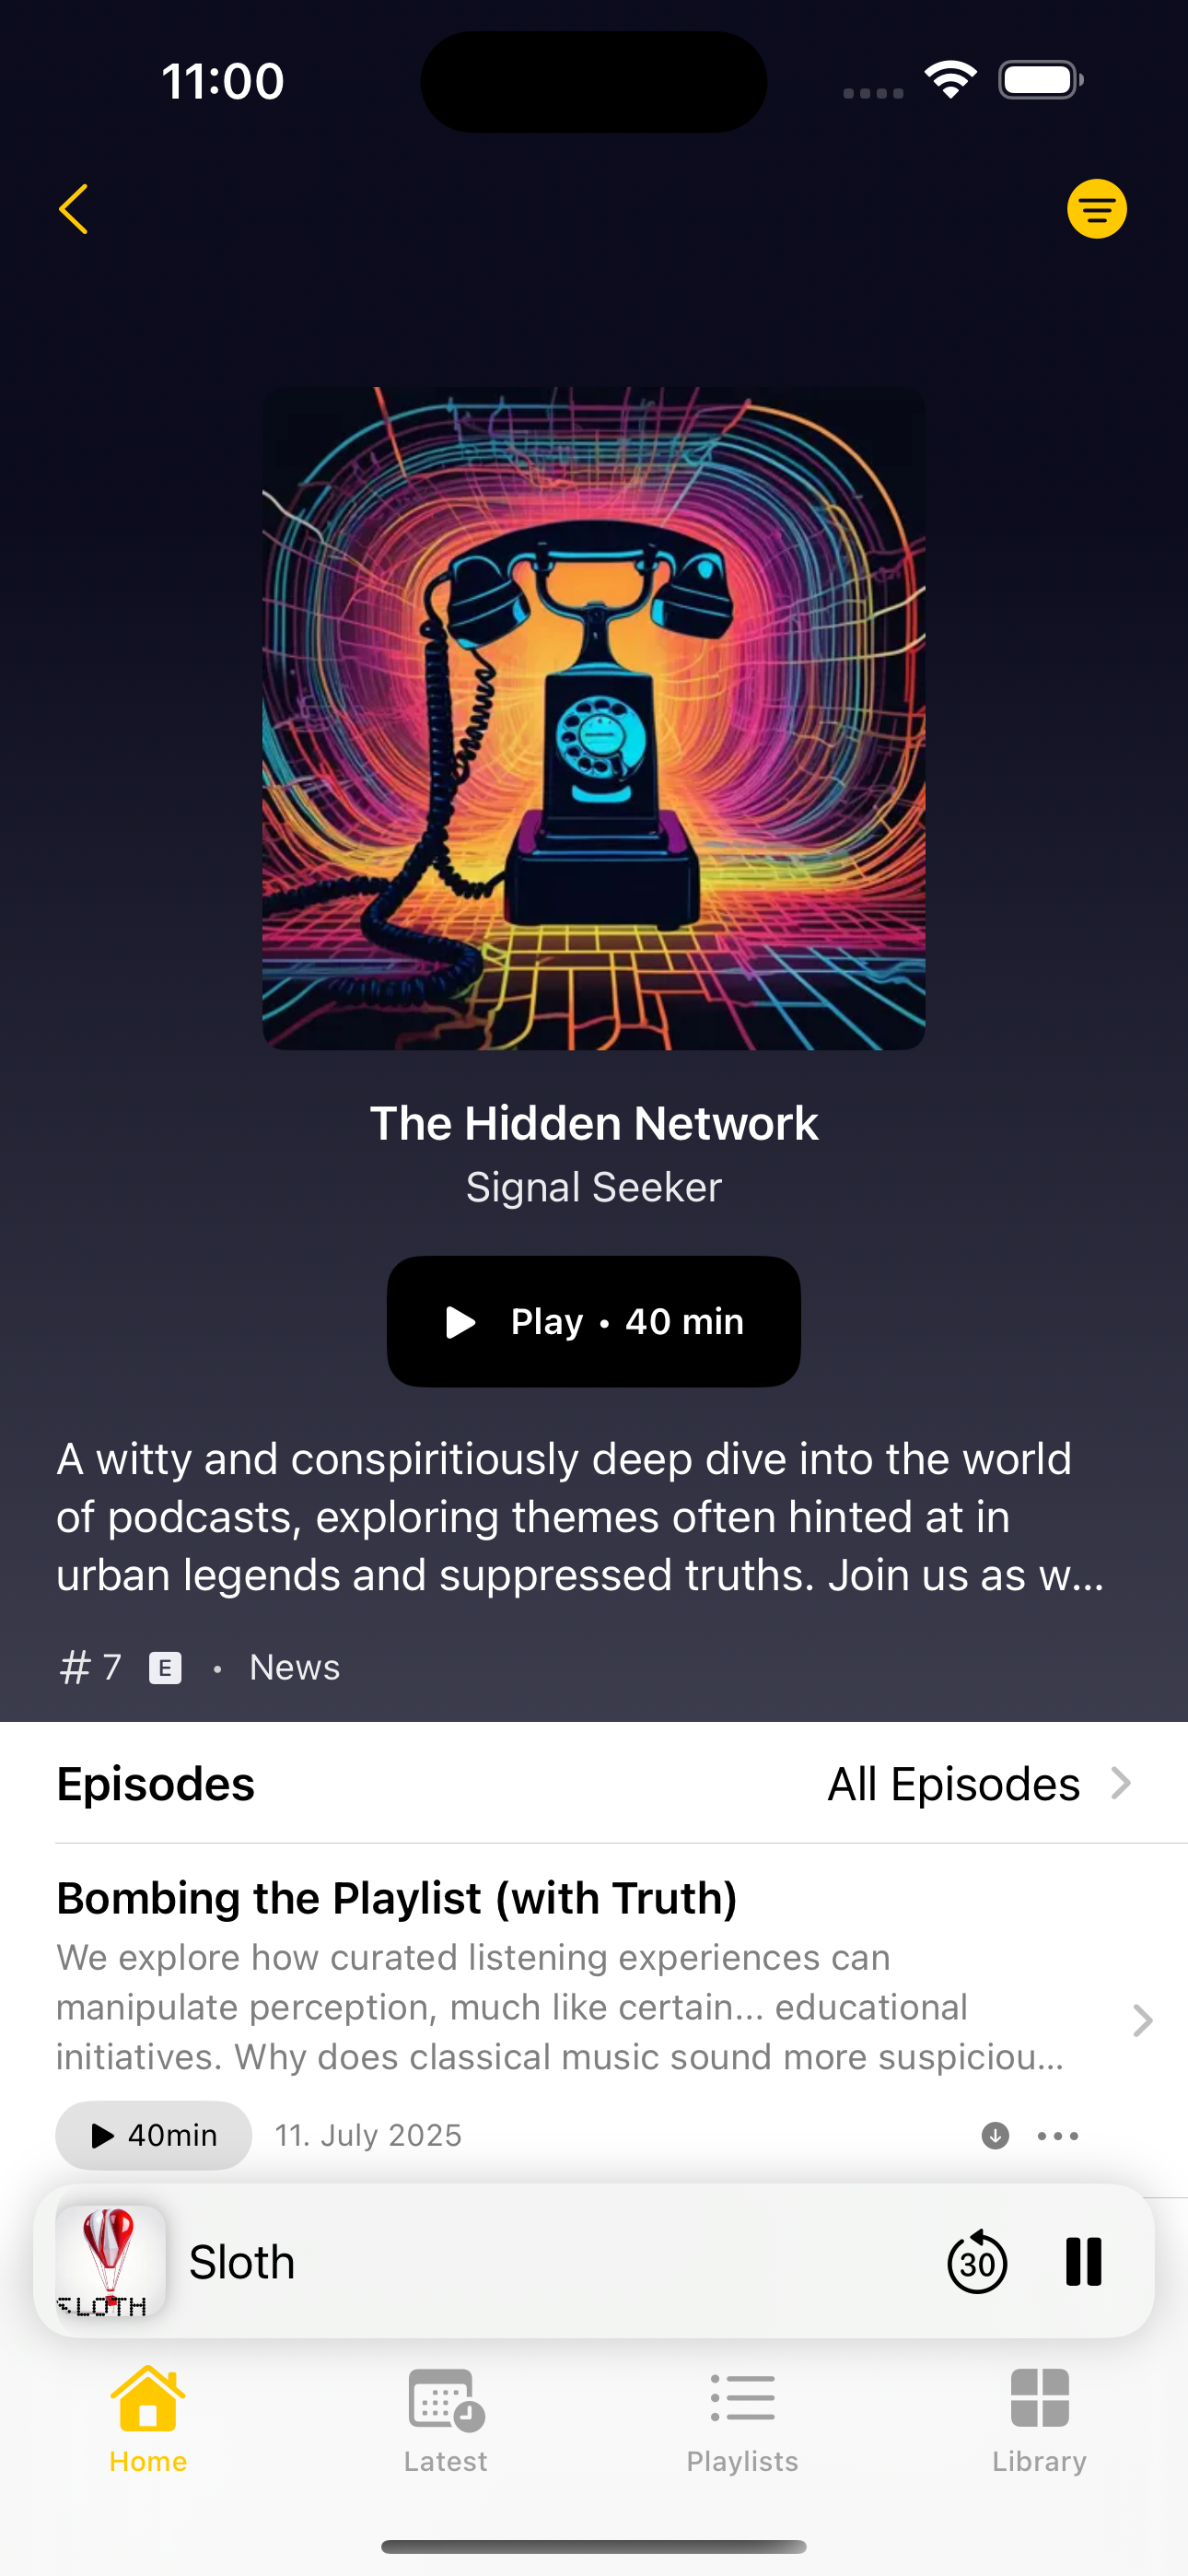 11:00
The Hidden Network
Signal Seeker
Play • 40 min
A witty and conspiritiously deep dive into the world
of podcasts, exploring themes often hinted at in
urban legends and suppressed truths. Join us as w...
# 7 E • News
Episodes
All Episodes
Bombing the Playlist (with Truth)
We explore how curated listening experiences can
manipulate perception, much like certain... educational
initiatives. Why does classical music sound more suspiciou...
40min
11. July 2025
SLOTH
Sloth
30
Home
Latest
Playlists
Library